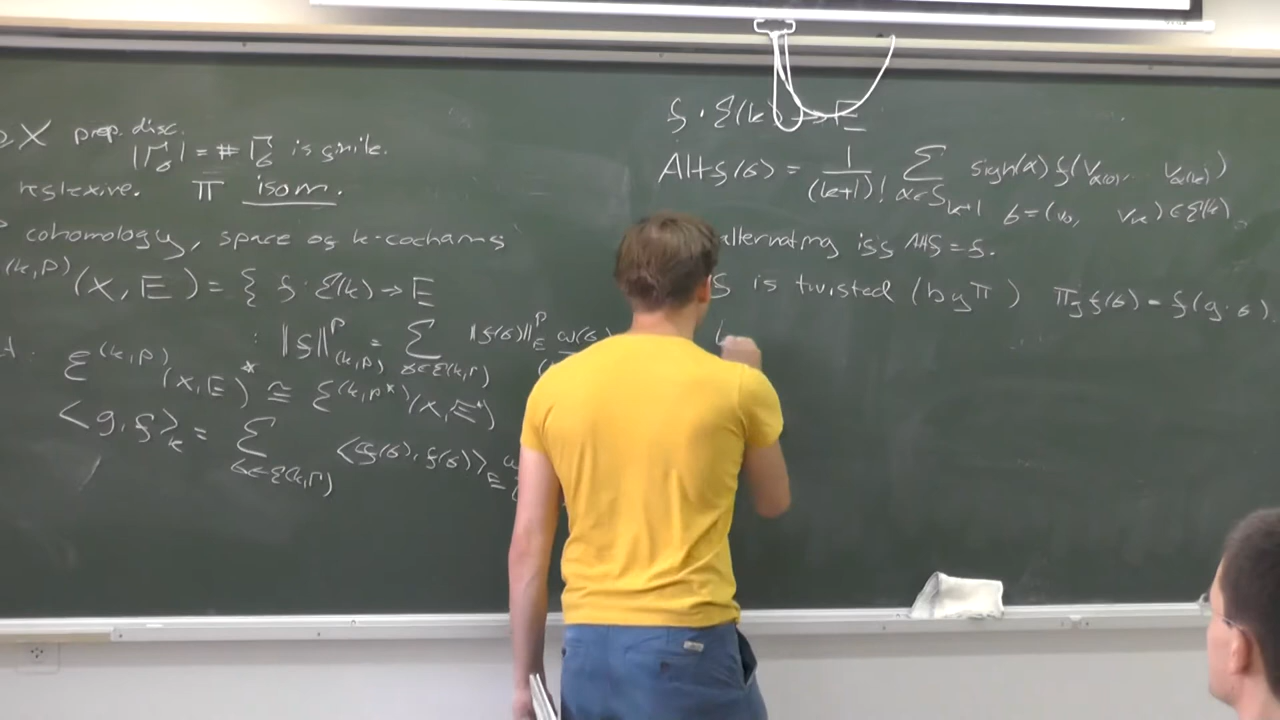 X prop. disc.
|Γ_σ| = # Γ_σ is finite.
reflexive. π isom.
cohomology, space of k-cochains
(k,p) (X, E) = { f : Σ(k) → E
: ||f||^p_(k,p) = Σ_{σ∈Σ(k,Γ)} ||f(σ)||^p_E ω(σ)
ε^(k,p) (X,E)* ≅ ε^(k,p*) (X,E*)
<g,f>_k = Σ_{σ∈Σ(k,Γ)} <g(σ), f(σ)>_E
f : Σ(k) → E
Alt f(σ) = 1/(k+1)! Σ_{α∈S_{k+1}} sign(α) f(v_α(0), v_α(k))
σ = (v_0, v_k) ∈ Σ(k).
alternating iff Alt f = f.
f is twisted (by π) π_g f(σ) = f(g·σ).